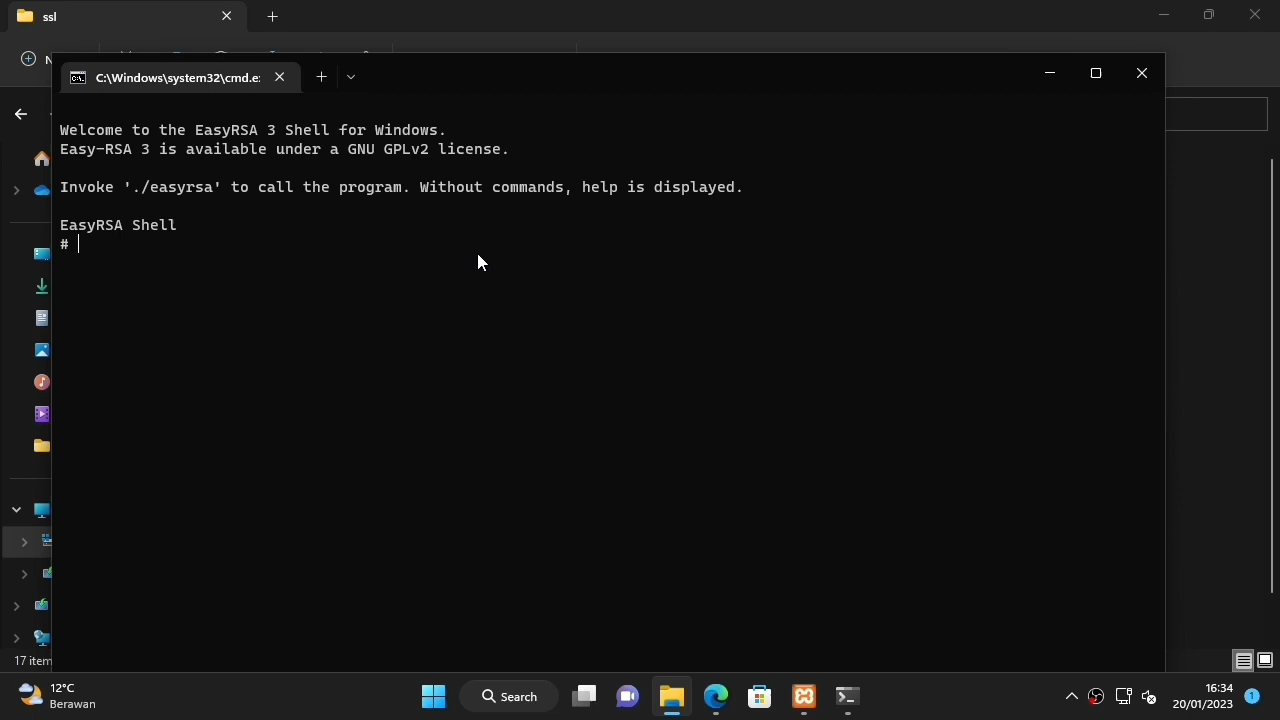 ssl
C:\Windows\system32\cmd.e:
Welcome to the EasyRSA 3 Shell for Windows.
Easy-RSA 3 is available under a GNU GPLv2 license.
Invoke './easyrsa' to call the program. Without commands, help is displayed.
EasyRSA Shell
#
17 item
12°C
Berawan
Search
16:34
20/01/2023
1